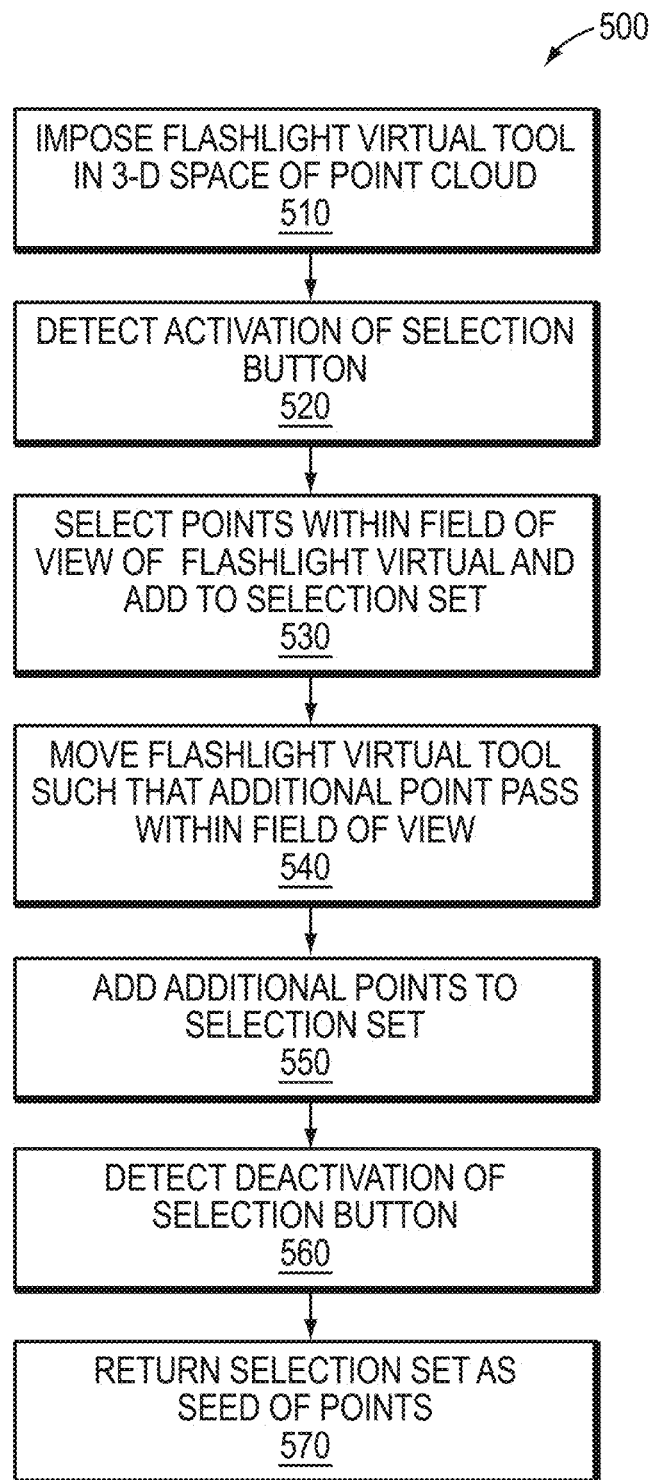 500
IMPOSE FLASHLIGHT VIRTUAL TOOL
IN 3-D SPACE OF POINT CLOUD
510
DETECT ACTIVATION OF SELECTION
BUTTON
520
SELECT POINTS WITHIN FIELD OF
VIEW OF FLASHLIGHT VIRTUAL AND
ADD TO SELECTION SET
530
MOVE FLASHLIGHT VIRTUAL TOOL
SUCH THAT ADDITIONAL POINT PASS
WITHIN FIELD OF VIEW
540
ADD ADDITIONAL POINTS TO
SELECTION SET
550
DETECT DEACTIVATION OF
SELECTION BUTTON
560
RETURN SELECTION SET AS
SEED OF POINTS
570